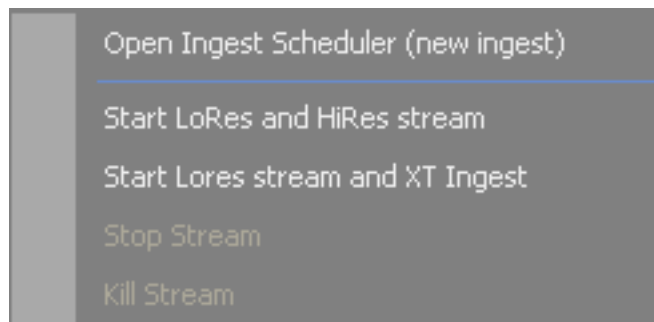 Open Ingest Scheduler (new ingest)
Start LoRes and HiRes stream
Start Lores stream and XT Ingest
Stop Stream
Kill Stream